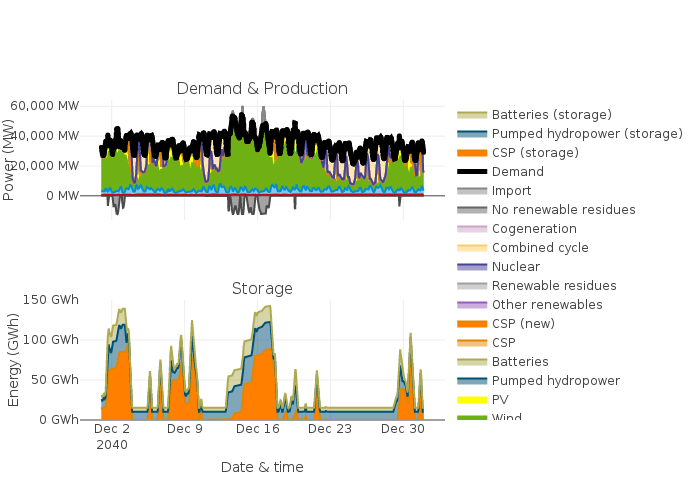 Demand & Production
60,000 MW
40,000 MW
20,000 MW
0 MW
Power (MW)
Storage
150 GWh
100 GWh
50 GWh
0 GWh
Energy (GWh)
Dec 2
2040
Dec 9
Dec 16
Dec 23
Dec 30
Date & time
Batteries (storage)
Pumped hydropower (storage)
CSP (storage)
Demand
Import
No renewable residues
Cogeneration
Combined cycle
Nuclear
Renewable residues
Other renewables
CSP (new)
CSP
Batteries
Pumped hydropower
PV
Wind